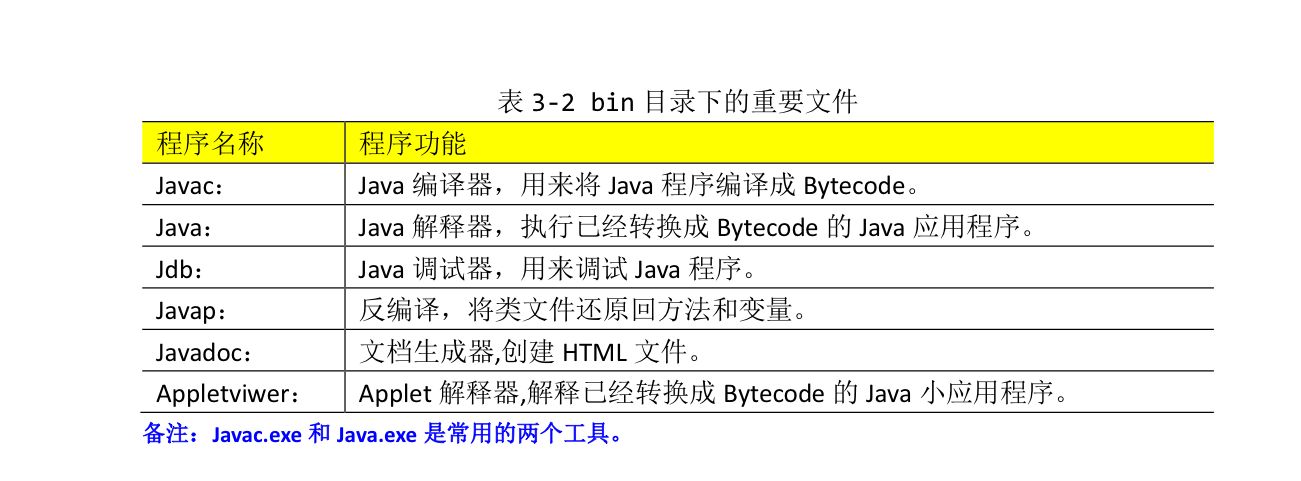 表 3-2 bin 目录下的重要文件
程序名称 程序功能
Javac： Java 编译器，用来将 Java 程序编译成 Bytecode。
Java： Java 解释器，执行已经转换成 Bytecode 的 Java 应用程序。
Jdb： Java 调试器，用来调试 Java 程序。
Javap： 反编译，将类文件还原回方法和变量。
Javadoc： 文档生成器,创建 HTML 文件。
Appletviwer： Applet 解释器,解释已经转换成 Bytecode 的 Java 小应用程序。
备注：Javac.exe 和 Java.exe 是常用的两个工具。